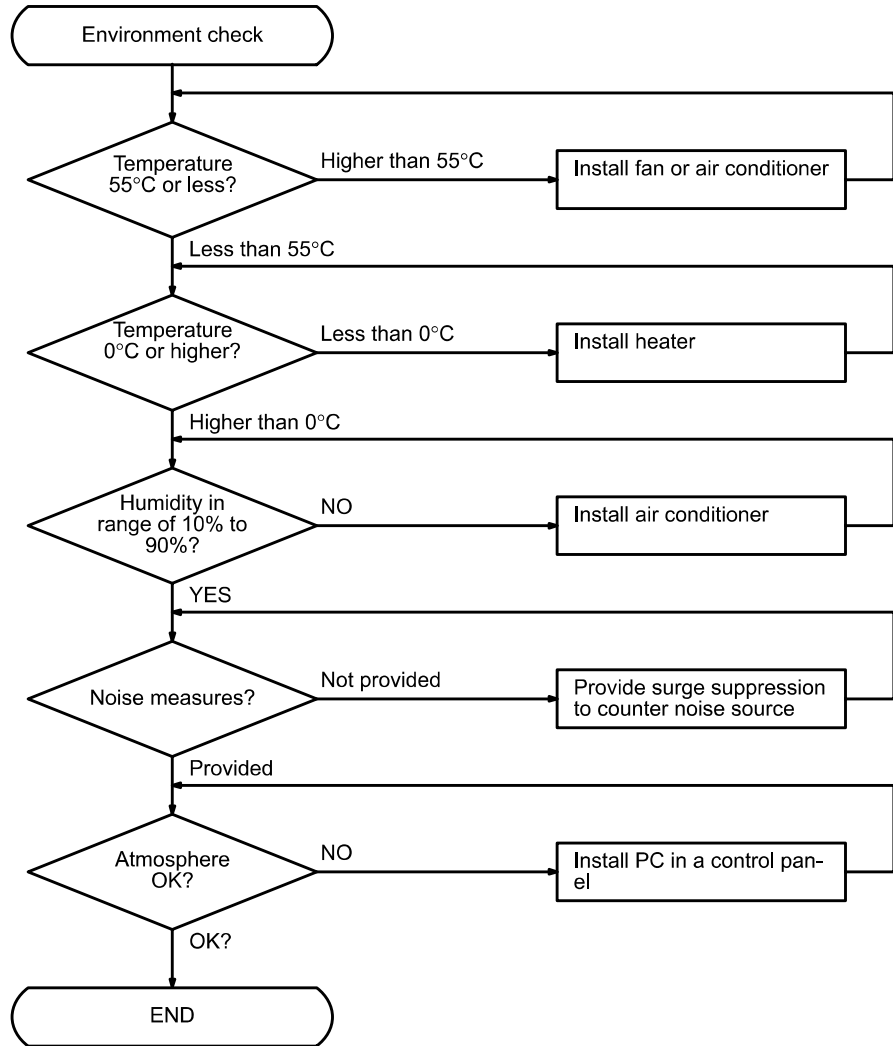 Environment check
Temperature
55°C or less?
Higher than 55°C
Install fan or air conditioner
Less than 55°C
Temperature
0°C or higher?
Less than 0°C
Install heater
Higher than 0°C
Humidity in
range of 10% to
90%?
NO
Install air conditioner
YES
Noise measures?
Not provided
Provide surge suppression
to counter noise source
Provided
Atmosphere
OK?
NO
Install PC in a control pan-
el
OK?
END